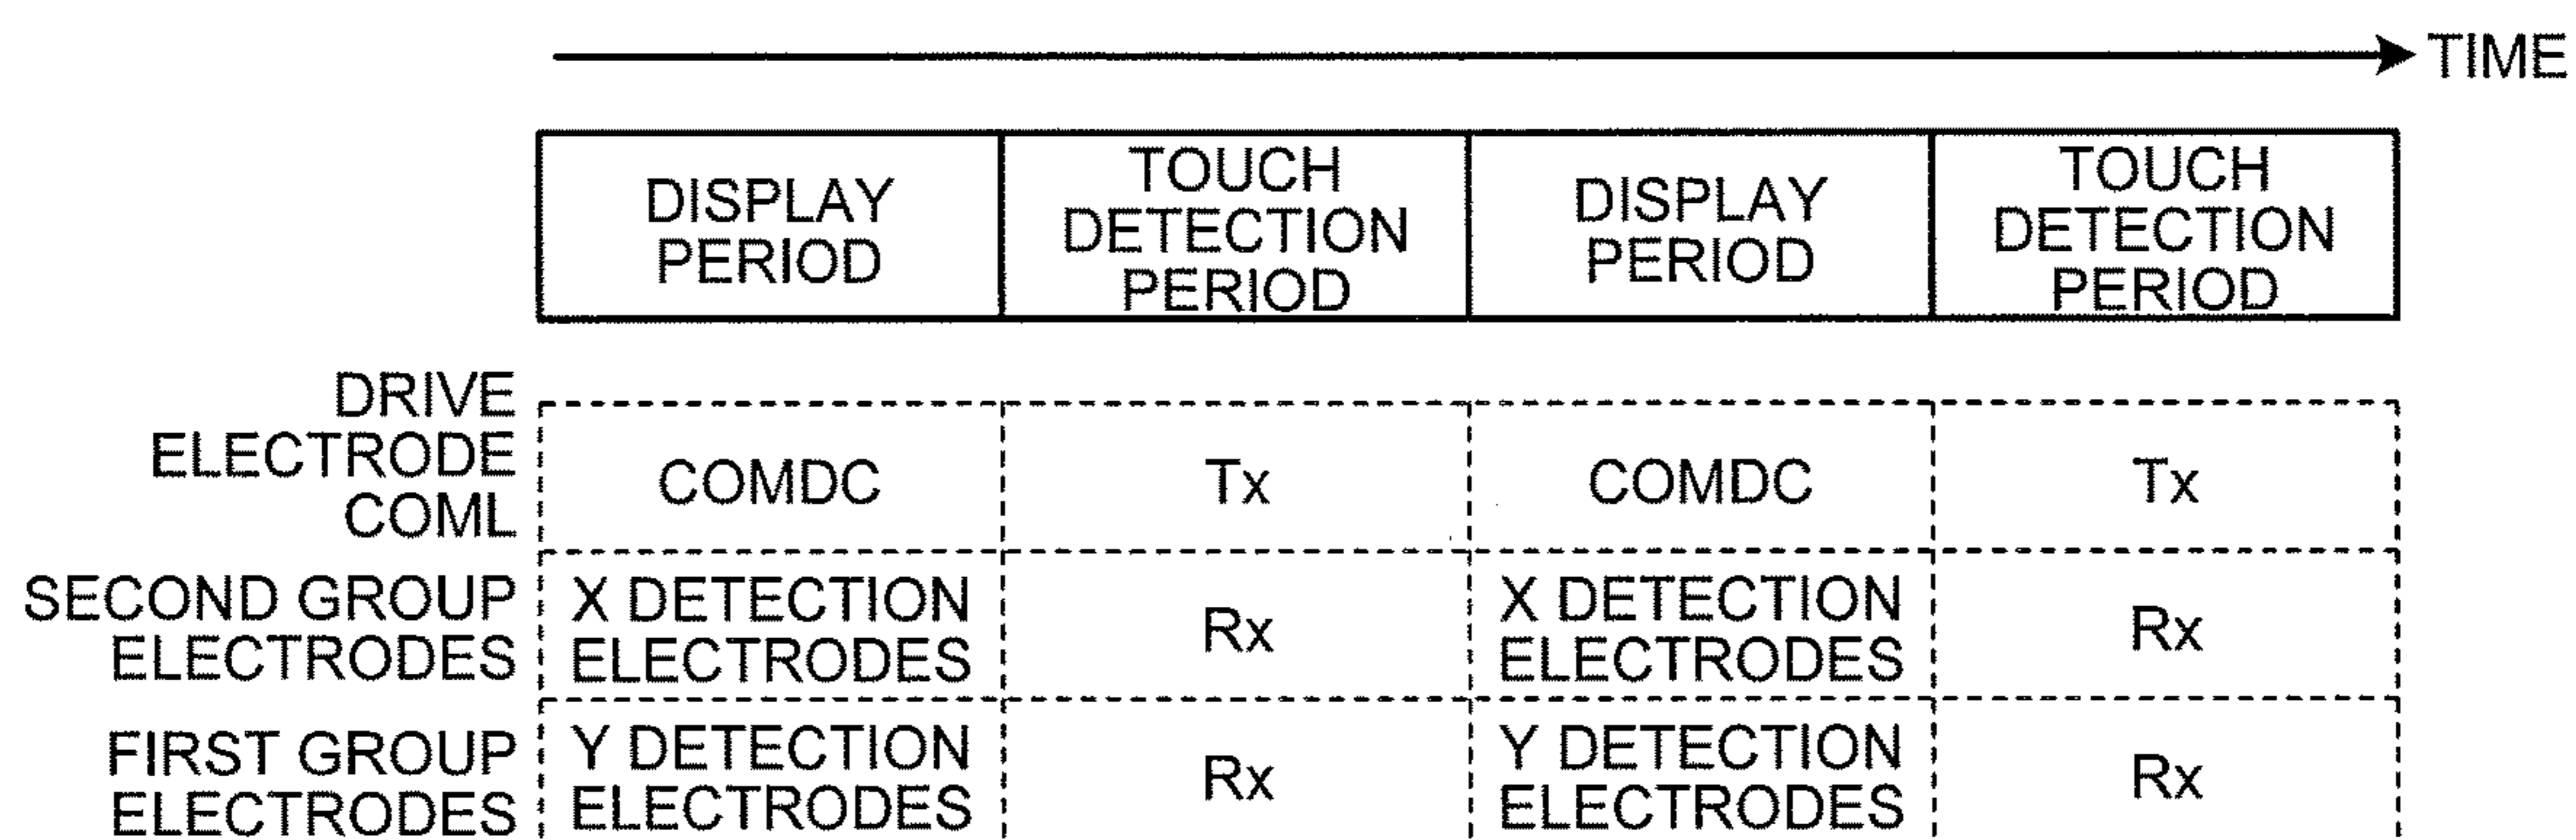 TIME
DISPLAY
PERIOD
TOUCH
DETECTION
PERIOD
DISPLAY
PERIOD
TOUCH
DETECTION
PERIOD
DRIVE
ELECTRODE
COML
COMDC
Tx
COMDC
Tx
SECOND GROUP
ELECTRODES
X DETECTION
ELECTRODES
Rx
X DETECTION
ELECTRODES
Rx
FIRST GROUP
ELECTRODES
Y DETECTION
ELECTRODES
Rx
Y DETECTION
ELECTRODES
Rx